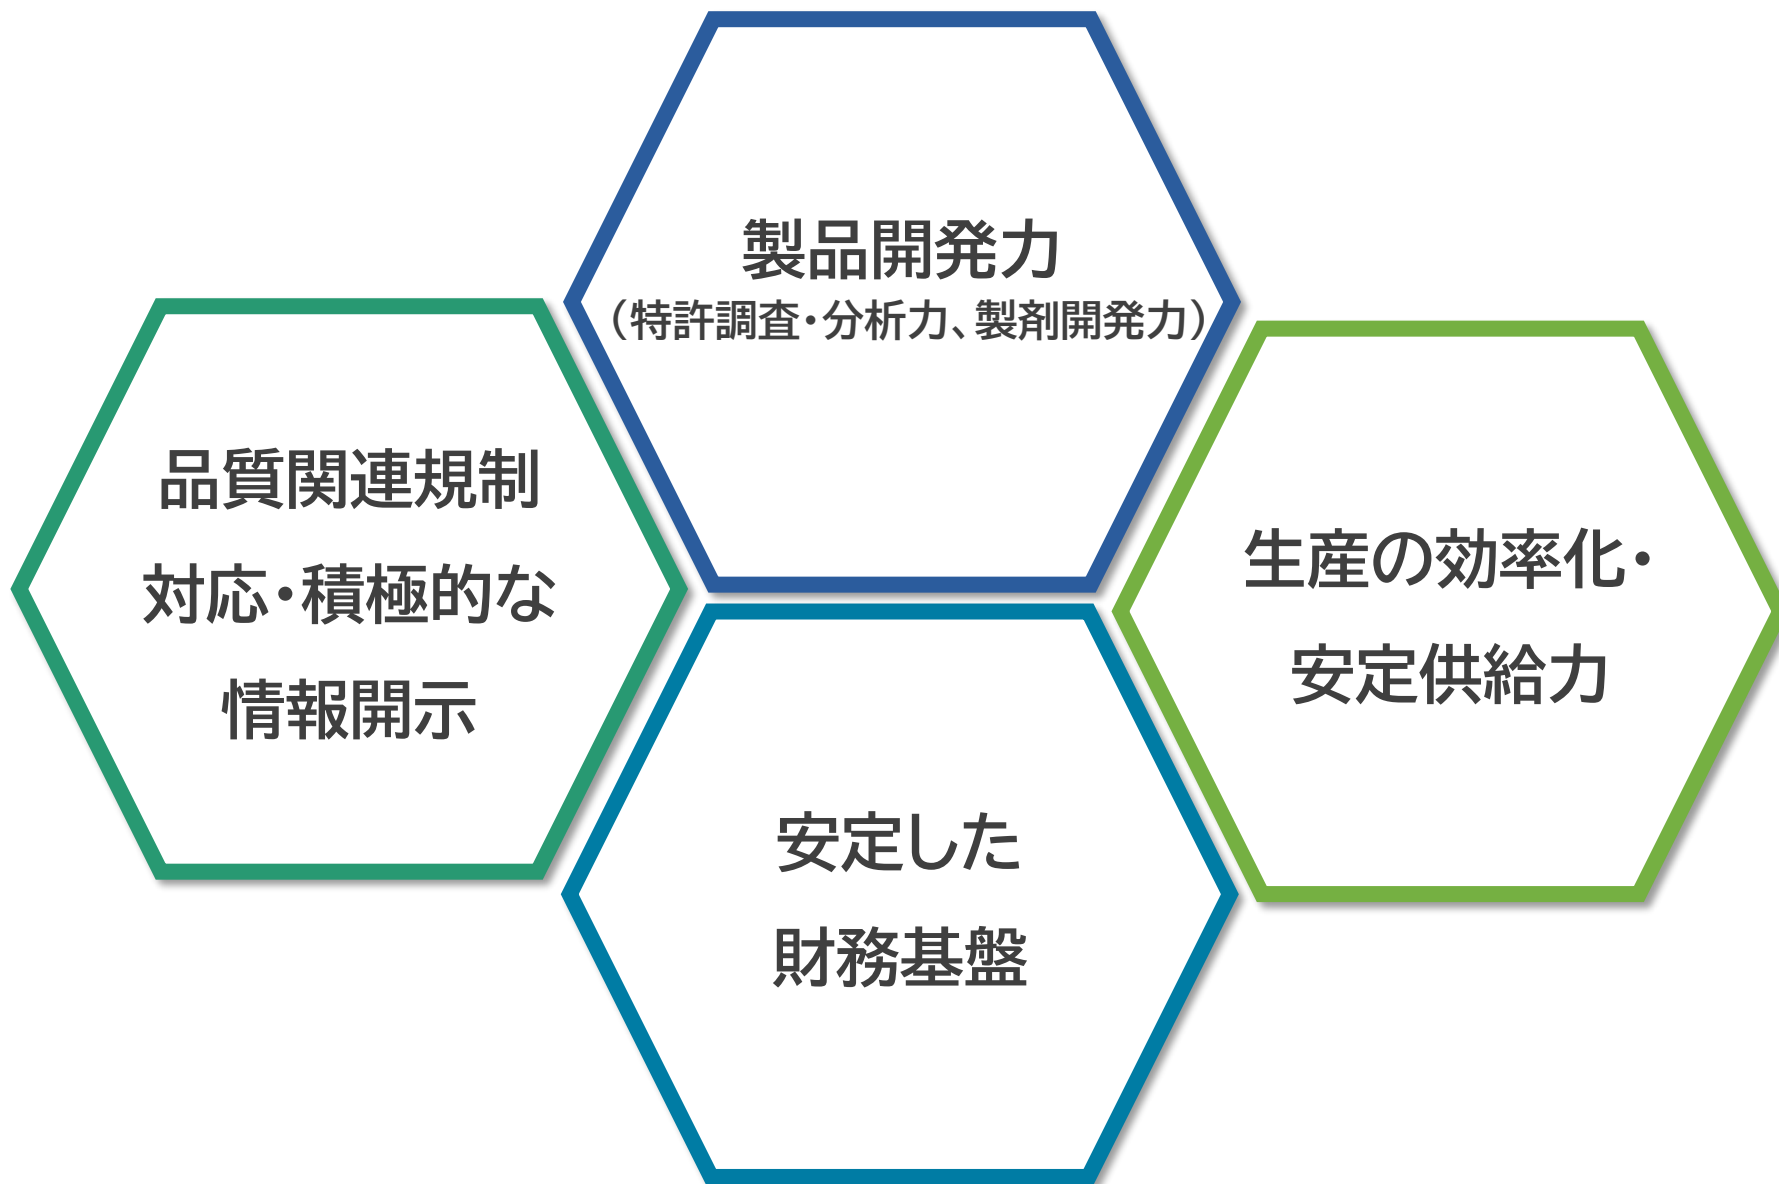 製品開発力
（特許調査・分析力、製剤開発力）
品質関連規制
対応・積極的な
情報開示
生産の効率化・
安定供給力
安定した
財務基盤